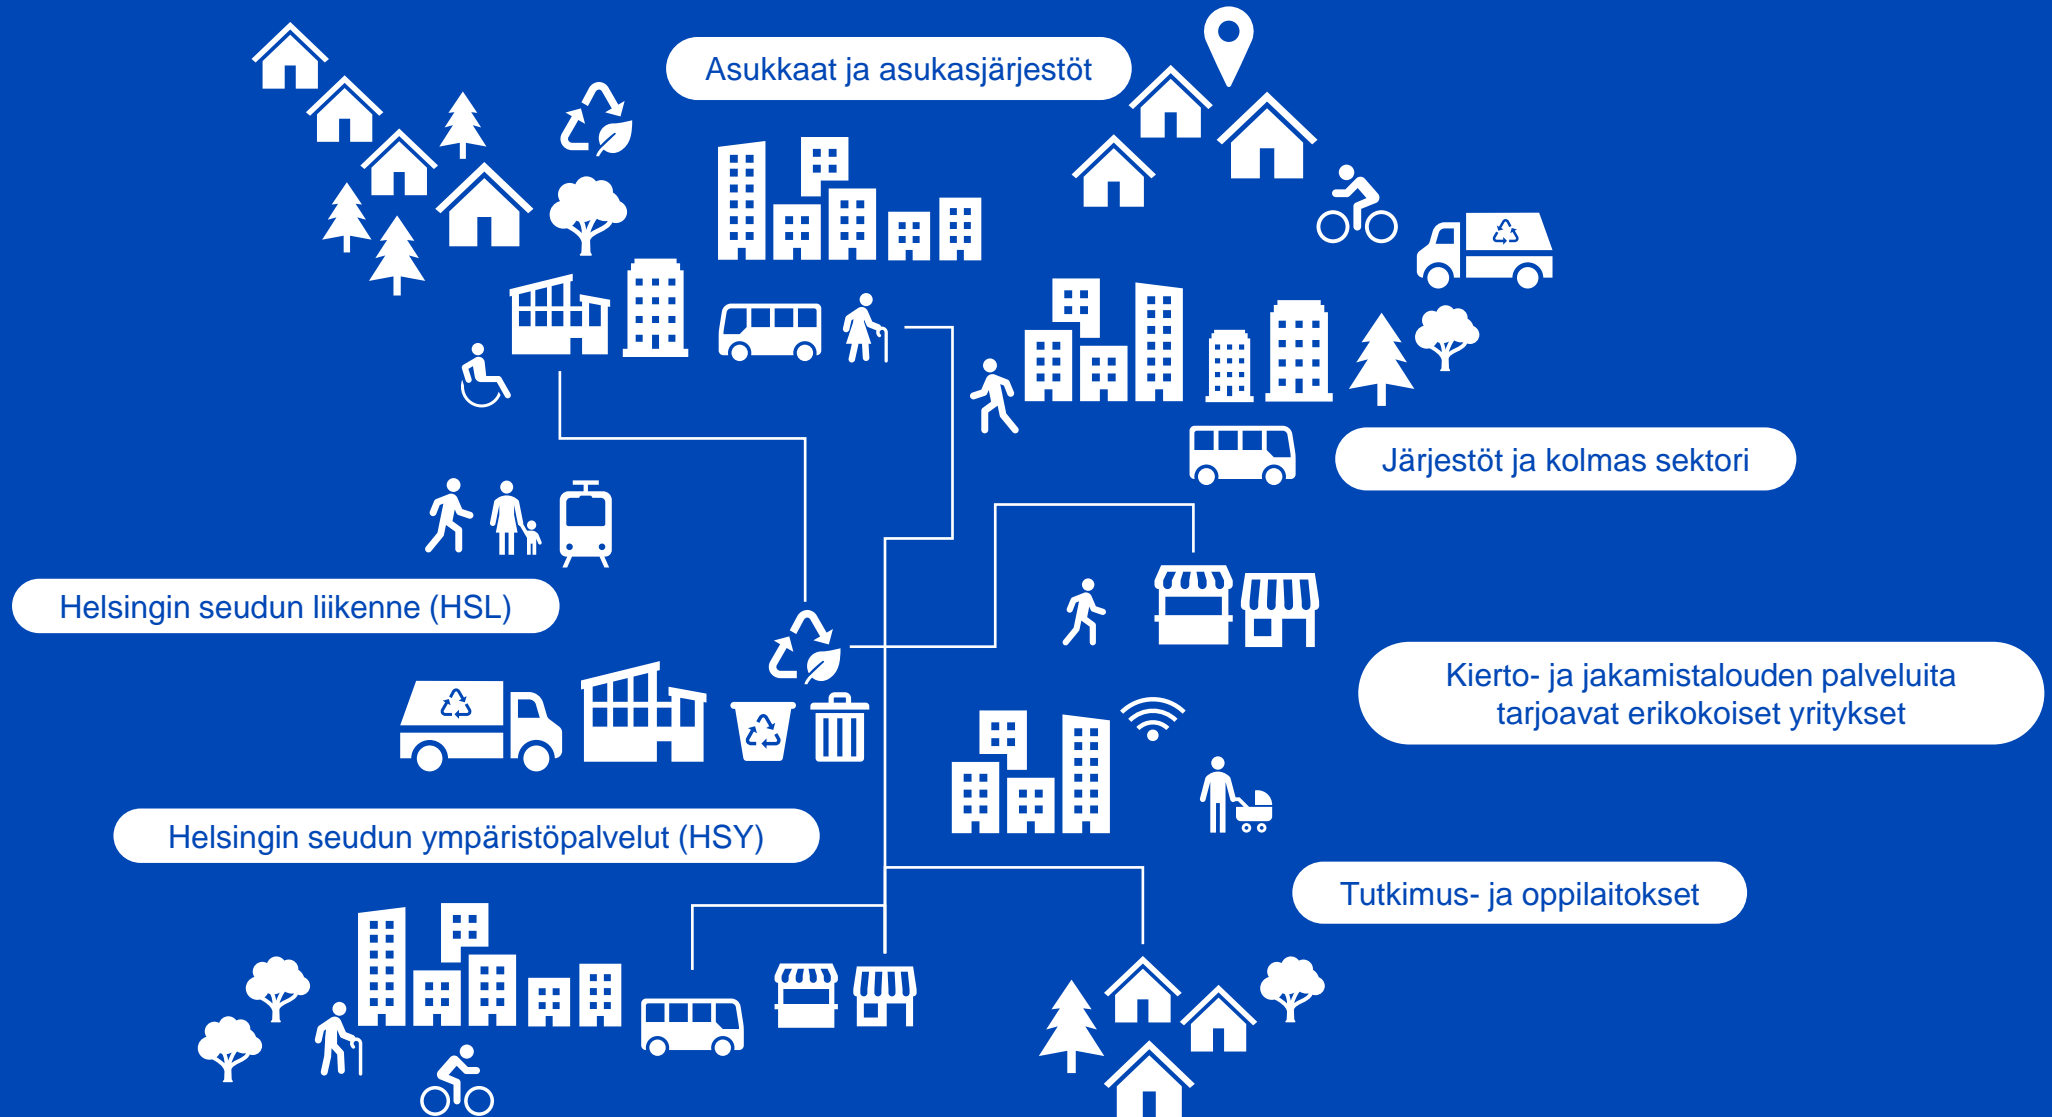 Asukkaat ja asukasjärjestöt
Järjestöt ja kolmas sektori
Helsingin seudun liikenne (HSL)
Kierto- ja jakamistalouden palveluita
tarjoavat erikokoiset yritykset
Helsingin seudun ympäristöpalvelut (HSY)
Tutkimus- ja oppilaitokset